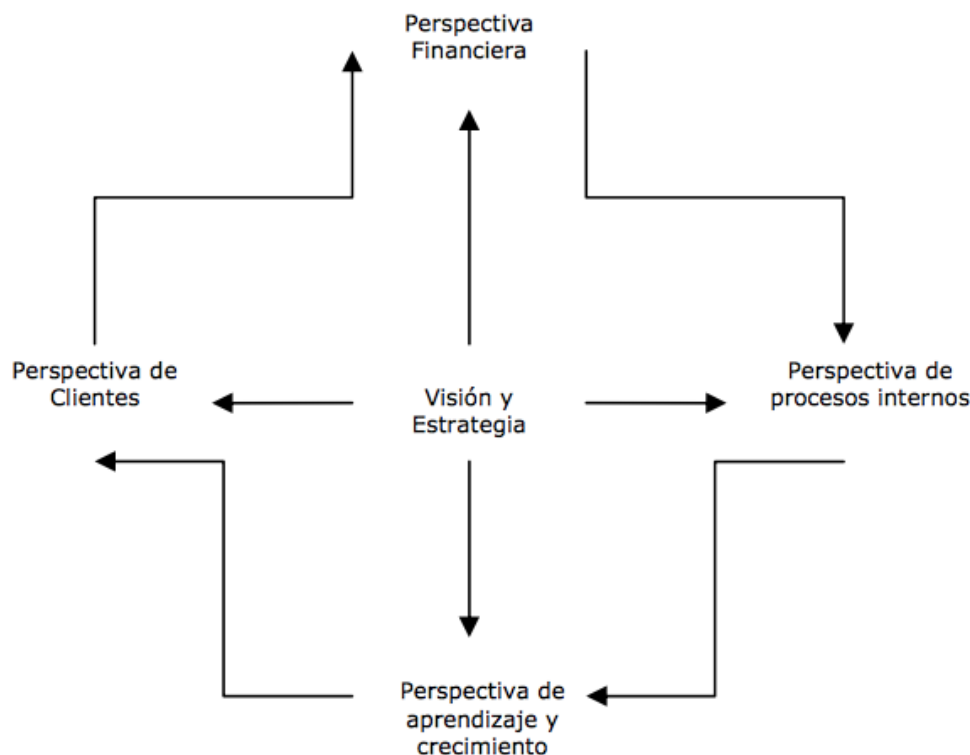 Perspectiva
Financiera
Perspectiva de
Clientes
Visión y
Estrategia
Perspectiva de
procesos internos
Perspectiva de
aprendizaje y
crecimiento